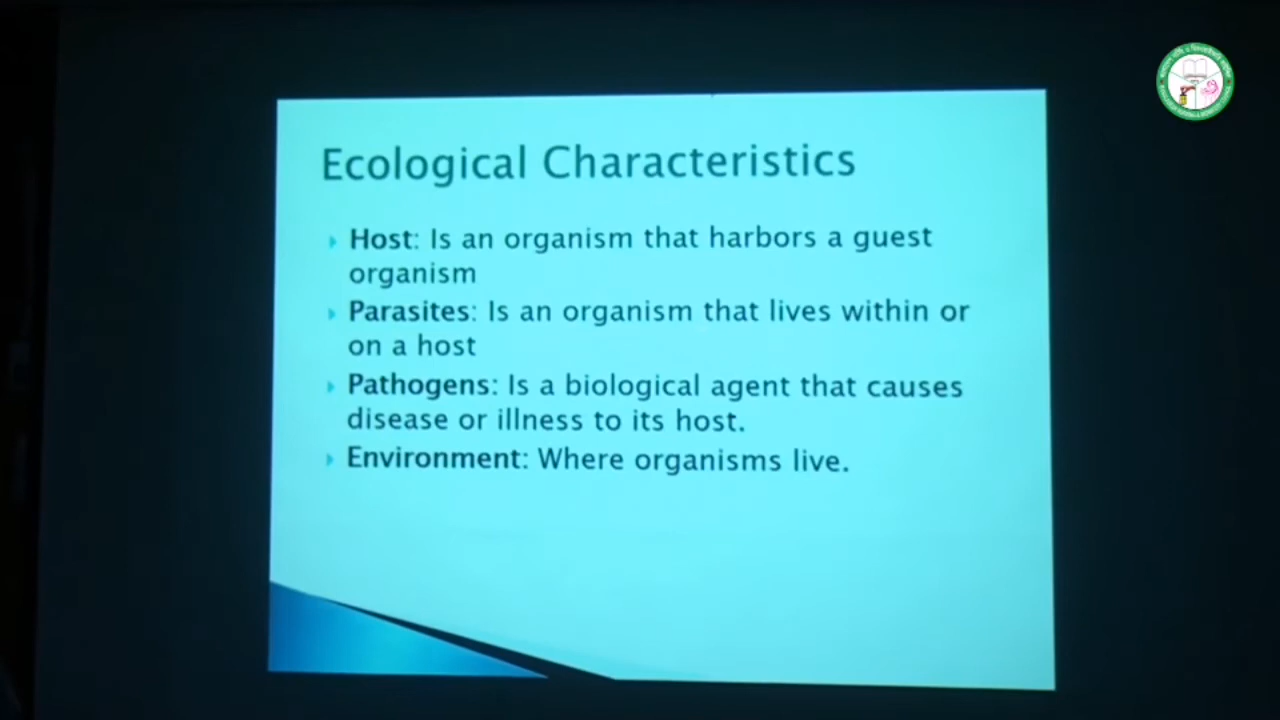 Ecological Characteristics
Host: Is an organism that harbors a guest
organism
Parasites: Is an organism that lives within or
on a host
Pathogens: Is a biological agent that causes
disease or illness to its host.
Environment: Where organisms live.